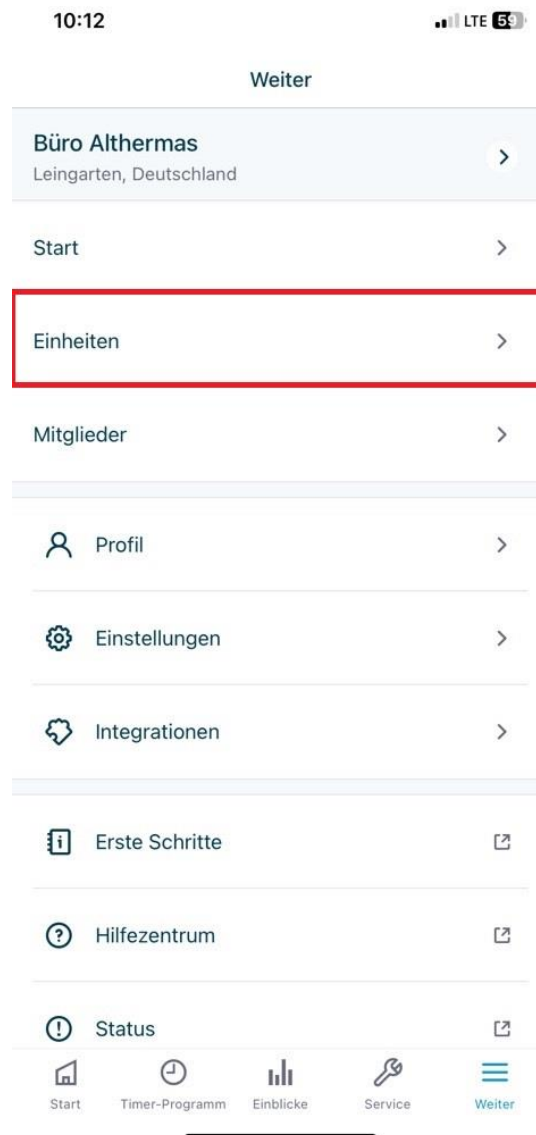 10:12
LTE 59
Weiter
Büro Althermas
Leingarten, Deutschland
Start
Einheiten
Mitglieder
Profil
Einstellungen
Integrationen
Erste Schritte
Hilfezentrum
Status
Start Timer-Programm Einblicke Service Weiter